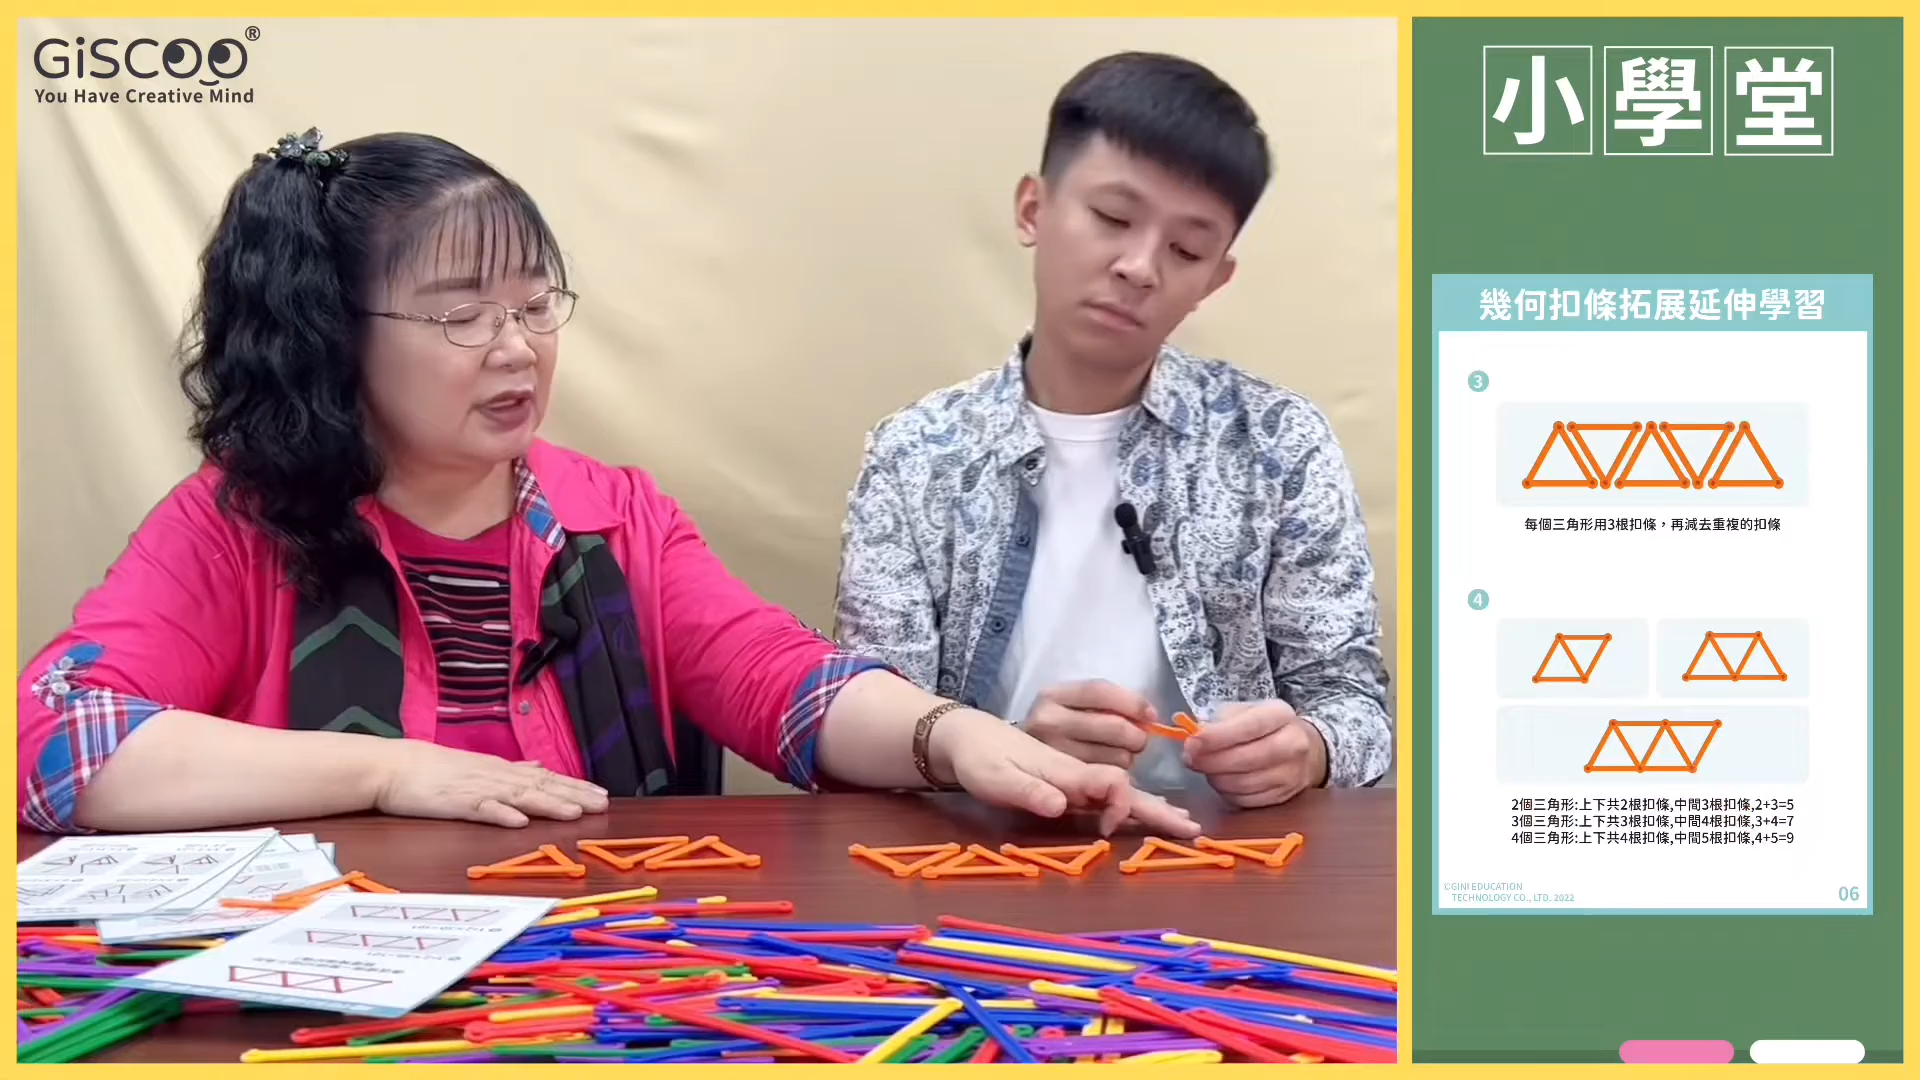 GiSCOO®
You Have Creative Mind
小學堂
幾何扣條拓展延伸學習
3
每個三角形用3根扣條，再減去重複的扣條
4
2個三角形:上下共2根扣條,中間3根扣條,2+3=5
3個三角形:上下共3根扣條,中間4根扣條,3+4=7
4個三角形:上下共4根扣條,中間5根扣條,4+5=9
©GINI EDUCATION
TECHNOLOGY CO., LTD. 2022
06